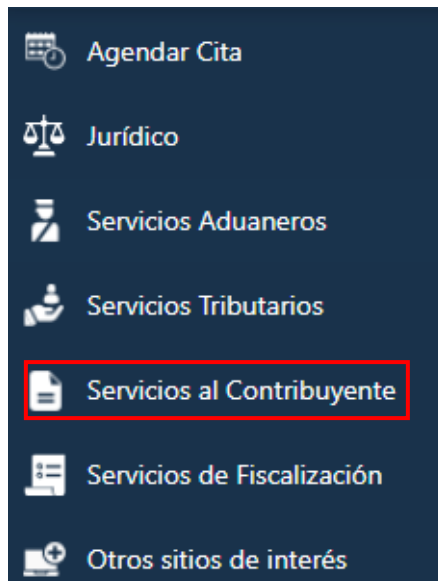 Agendar Cita
Jurídico
Servicios Aduaneros
Servicios Tributarios
Servicios al Contribuyente
Servicios de Fiscalización
Otros sitios de interés